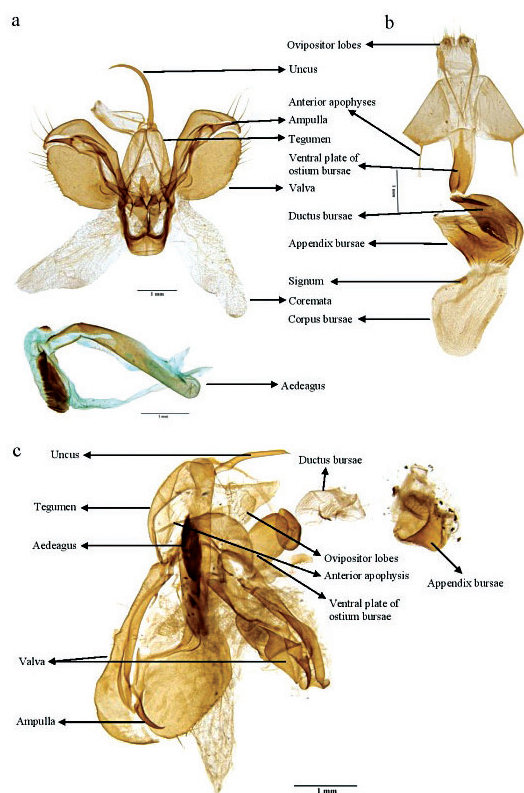 a
b
Ovipositor lobes
Uncus
Anterior apophyses
Ampulla
Tegumen
Ventral plate of
ostium bursae
Valva
1 mm
Ductus bursae
Appendix bursae
Signum
1 mm
Coremata
Corpus bursae
Aedeagus
1 mm
c
Uncus
Ductus bursae
Tegumen
Aedeagus
Ovipositor lobes
Anterior apophysis
Appendix bursae
Ventral plate of
ostium bursae
Valva
Ampulla
1 mm